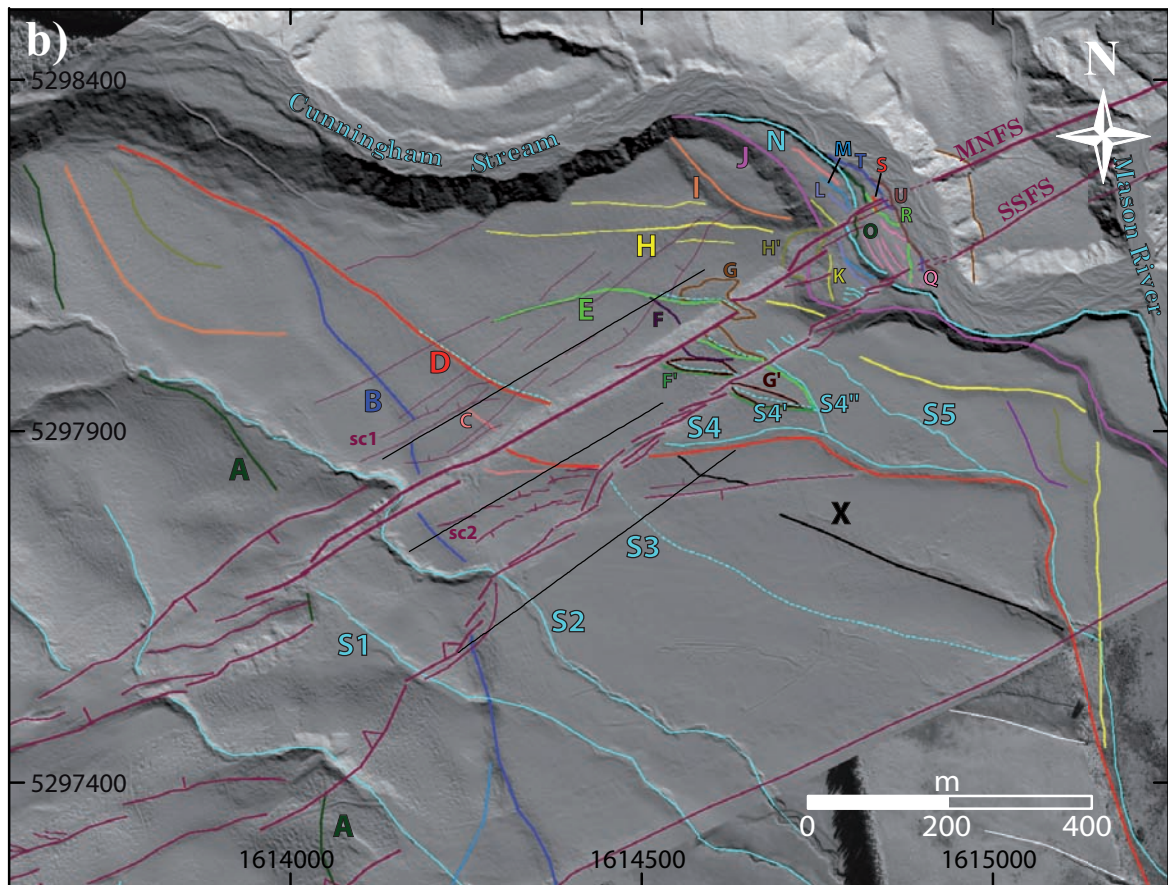 b)
N
5298400
Cunningham Stream
MNFS
SSFS
Mason River
N
M
T
S
J
I
L
U
R
O
H
H'
K
Q
G
E
F
D
F'
G'
B
C
S4'
S4''
5297900
sc1
S4
S5
A
X
sc2
S3
S2
S1
5297400
m
A
0
200
400
1614000
1614500
1615000